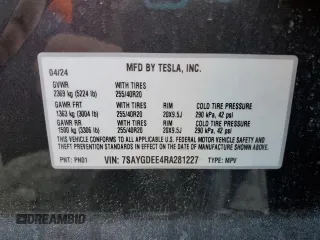 04/24 MFD BY TESLA, INC.
GVWR WITH TIRES
2369 kg (5224 lb) 255/40R20
GAWR FRT WITH TIRES RIM COLD TIRE PRESSURE
1363 kg (3004 lb) 255/40R20 20X9.5J 290 kPa, 42 psi
GAWR RR WITH TIRES RIM COLD TIRE PRESSURE
1500 kg (3306 lb) 255/40R20 20X9.5J 290 kPa, 42 psi
THIS VEHICLE CONFORMS TO ALL APPLICABLE
U.S. FEDERAL MOTOR VEHICLE SAFETY
AND THEFT PREVENTION STANDARDS IN EFFECT
ON THE DATE OF MANUFACTURE SHOWN ABOVE.
PNT: PN01 VIN: 7SAYGDEE4RA281227 TYPE: MPV
IDCARBID